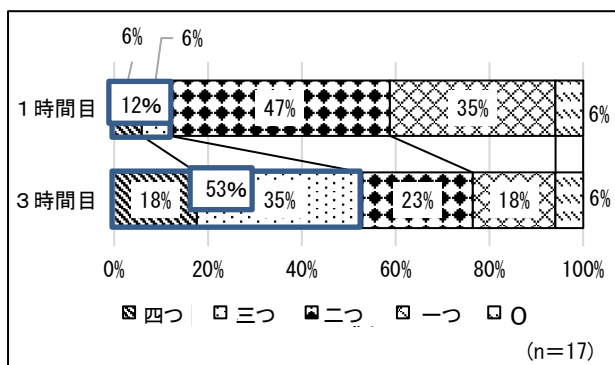 6% 6%
1時間目 12% 47% 35% 6%
3時間目 18% 53% 35% 23% 18% 6%
0% 20% 40% 60% 80% 100%
四つ 三つ 二つ 一つ 0
(n=17)